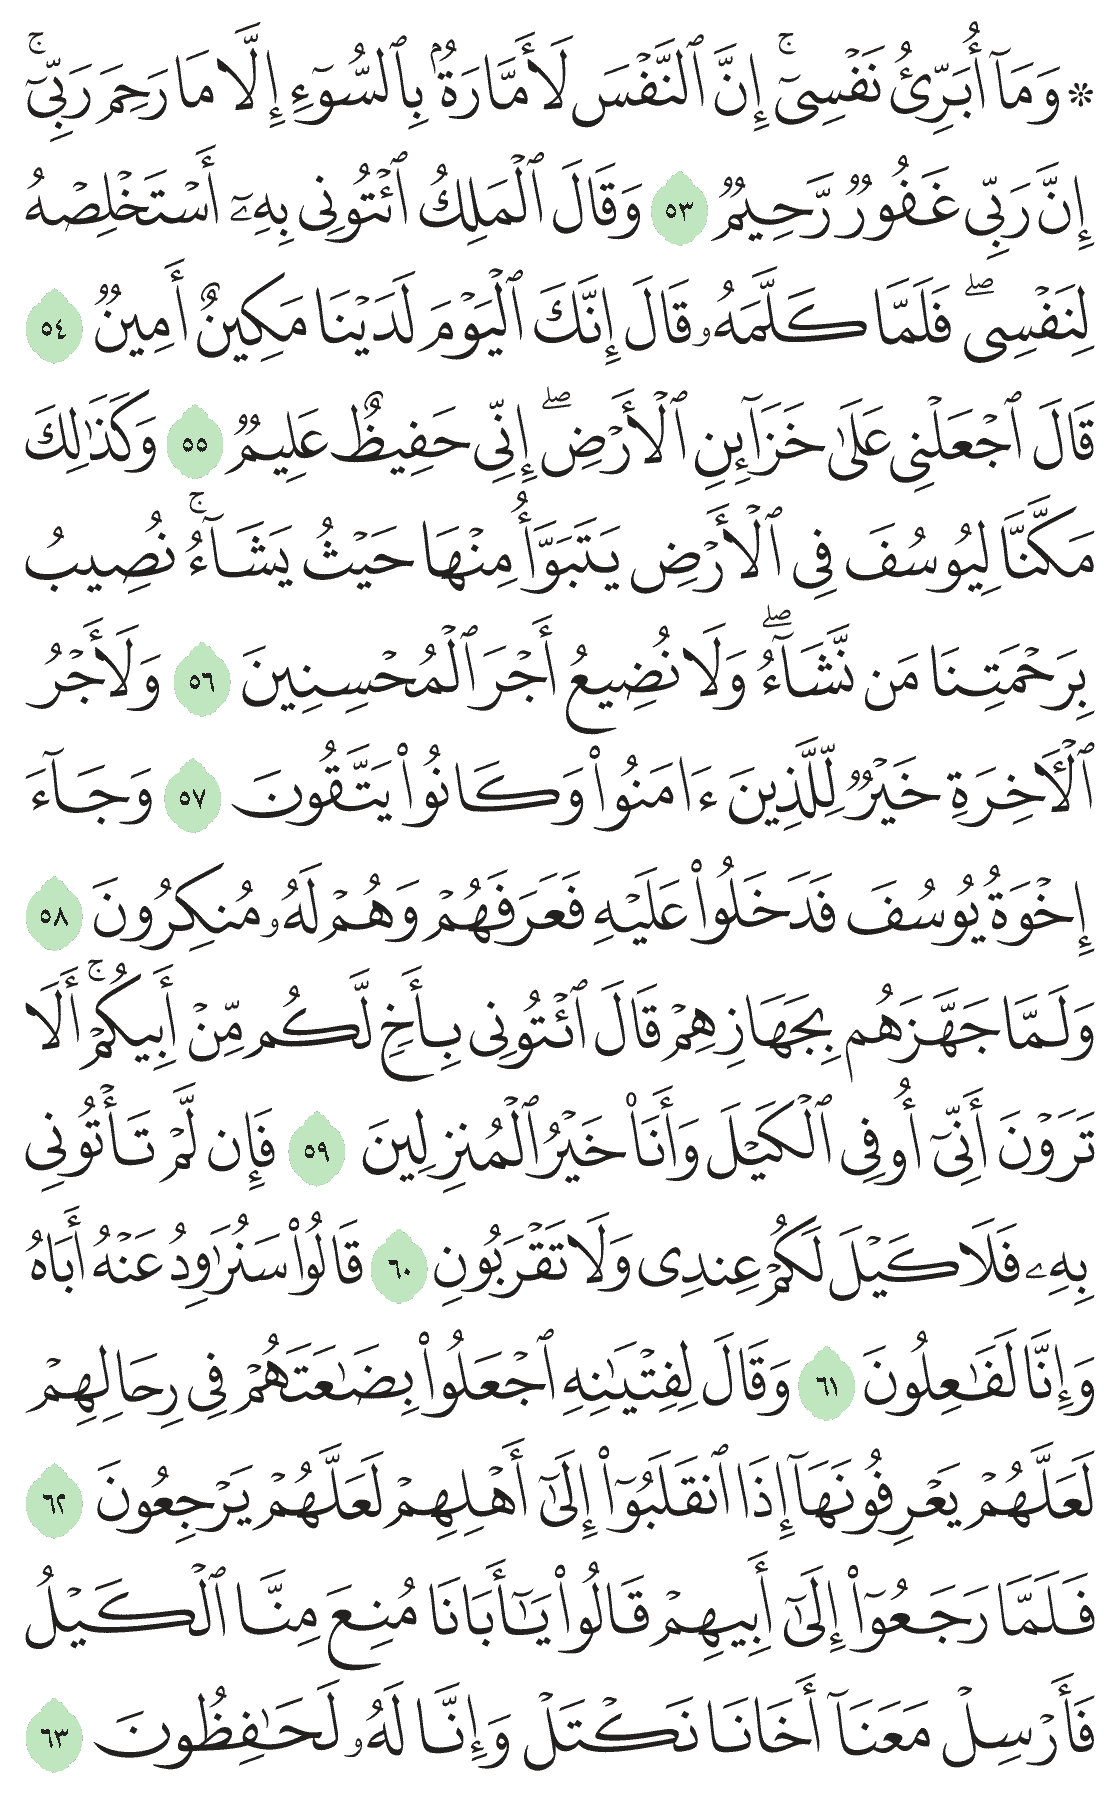 ۞ وَمَآ أُبَرِّئُ نَفۡسِيٓۚ إِنَّ ٱلنَّفۡسَ لَأَمَّارَةُۢ بِٱلسُّوٓءِ إِلَّا مَا رَحِمَ رَبِّيٓۚ
إِنَّ رَبِّي غَفُورٞ رَّحِيمٞ ٥٣ وَقَالَ ٱلۡمَلِكُ ٱئۡتُونِي بِهِۦٓ أَسۡتَخۡلِصۡهُ
لِنَفۡسِيۖ فَلَمَّا كَلَّمَهُۥ قَالَ إِنَّكَ ٱلۡيَوۡمَ لَدَيۡنَا مَكِينٌ أَمِينٞ ٥٤
قَالَ ٱجۡعَلۡنِي عَلَىٰ خَزَآئِنِ ٱلۡأَرۡضِۖ إِنِّي حَفِيظٌ عَلِيمٞ ٥٥ وَكَذَٰلِكَ
مَكَّنَّا لِيُوسُفَ فِي ٱلۡأَرۡضِ يَتَبَوَّأُ مِنۡهَا حَيۡثُ يَشَآءُۚ نُصِيبُ
بِرَحۡمَتِنَا مَن نَّشَآءُۖ وَلَا نُضِيعُ أَجۡرَ ٱلۡمُحۡسِنِينَ ٥٦ وَلَأَجۡرُ
ٱلۡأٓخِرَةِ خَيۡرٞ لِّلَّذِينَ ءَامَنُواْ وَكَانُواْ يَتَّقُونَ ٥٧ وَجَآءَ
إِخۡوَةُ يُوسُفَ فَدَخَلُواْ عَلَيۡهِ فَعَرَفَهُمۡ وَهُمۡ لَهُۥ مُنكِرُونَ ٥٨
وَلَمَّا جَهَّزَهُم بِجَهَازِهِمۡ قَالَ ٱئۡتُونِي بِأَخٖ لَّكُم مِّنۡ أَبِيكُمۡۚ أَلَا
تَرَوۡنَ أَنِّيٓ أُوفِي ٱلۡكَيۡلَ وَأَنَا۠ خَيۡرُ ٱلۡمُنزِلِينَ ٥٩ فَإِن لَّمۡ تَأۡتُونِي
بِهِۦ فَلَا كَيۡلَ لَكُمۡ عِندِي وَلَا تَقۡرَبُونِ ٦٠ قَالُواْ سَنُرَٰوِدُ عَنۡهُ أَبَاهُ
وَإِنَّا لَفَٰعِلُونَ ٦١ وَقَالَ لِفِتۡيَٰنِهِ ٱجۡعَلُواْ بِضَٰعَتَهُمۡ فِي رِحَالِهِمۡ
لَعَلَّهُمۡ يَعۡرِفُونَهَآ إِذَا ٱنقَلَبُوٓاْ إِلَىٰٓ أَهۡلِهِمۡ لَعَلَّهُمۡ يَرۡجِعُونَ ٦٢
فَلَمَّا رَجَعُوٓاْ إِلَىٰٓ أَبِيهِمۡ قَالُواْ يَٰٓأَبَانَا مُنِعَ مِنَّا ٱلۡكَيۡلُ
فَأَرۡسِلۡ مَعَنَآ أَخَانَا نَكۡتَلۡ وَإِنَّا لَهُۥ لَحَٰفِظُونَ ٦٣